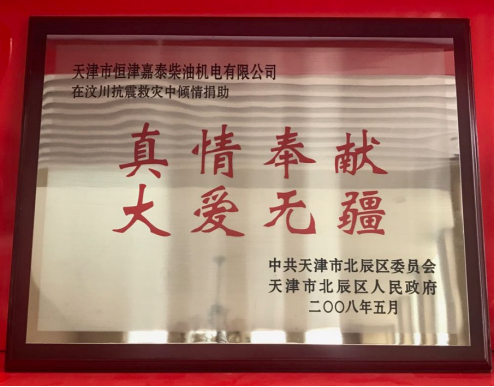 天津市恒津嘉泰柴油机电有限公司
在汶川抗震救灾中倾情捐助
真情奉献
大爱无疆
中共天津市北辰区委员会
天津市北辰区人民政府
二〇〇八年五月